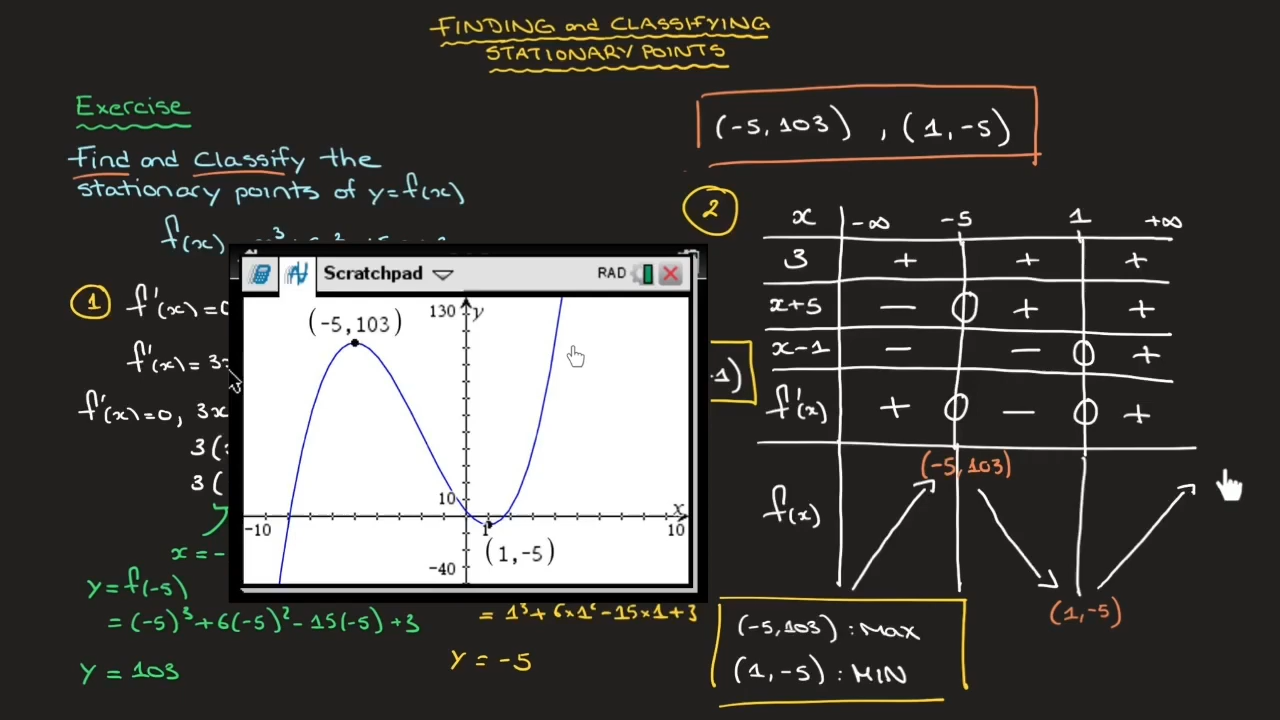 FINDING and CLASSIFYING
STATIONARY POINTS
Exercise
Find and Classify the
stationary points of y=f(x)
f(x)
1
f'(x)=0
f'(x)= 3x
f'(x)=0, 3x
3(
3(
x = -
y = f(-5)
= (-5)³+6(-5)²-15(-5)+3
y = 103
= 1³+6×1²-15×1+3
y = -5
Scratchpad
RAD
(-5,103)
130
y
10
x
-10
1
10
(1,-5)
-40
·1)
(-5,103) , (1,-5)
2
x -∞ -5 1 +∞
3 + + +
x+5 - 0 + +
x-1 - - 0 +
f'(x) + 0 - 0 +
(-5,103)
f(x)
(1,-5)
(-5,103) : Max
(1,-5) : MIN